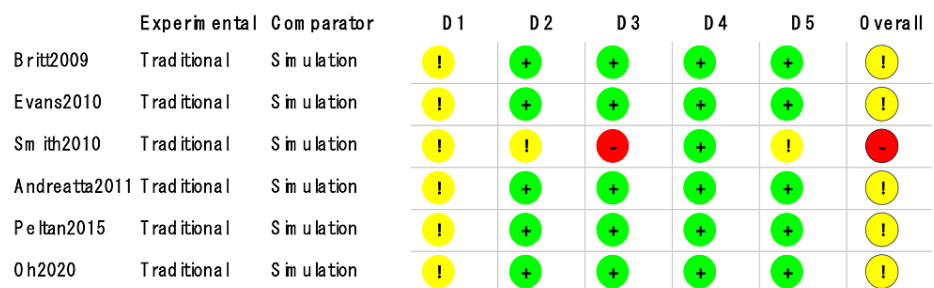 Experimental Comparator D1 D2 D3 D4 D5 Overall
Britt2009 Traditional Simulation ! + + + + !
Evans2010 Traditional Simulation ! + + + + !
Smith2010 Traditional Simulation ! ! - + ! -
Andreatta2011 Traditional Simulation ! + + + + !
Peltan2015 Traditional Simulation ! + + + + !
Oh2020 Traditional Simulation ! + + + + !